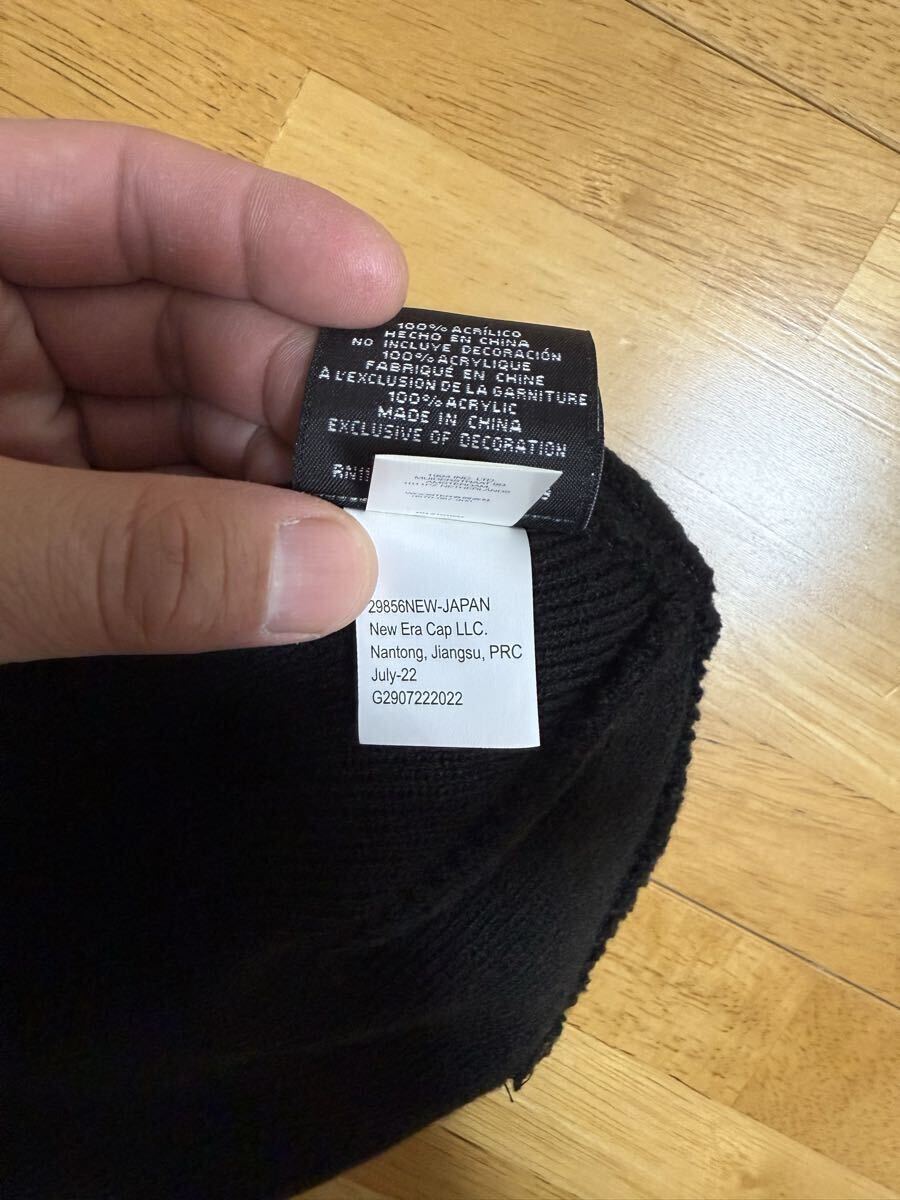 100% ACRÍLICO
HECHO EN CHINA
NO INCLUYE DECORACIÓN
100% ACRYLIQUE
FABRIQUÉ EN CHINE
À L'EXCLUSION DE LA GARNITURE
100% ACRYLIC
MADE IN CHINA
EXCLUSIVE OF DECORATION
29856NEW-JAPAN
New Era Cap LLC.
Nantong, Jiangsu, PRC
July-22
G2907222022